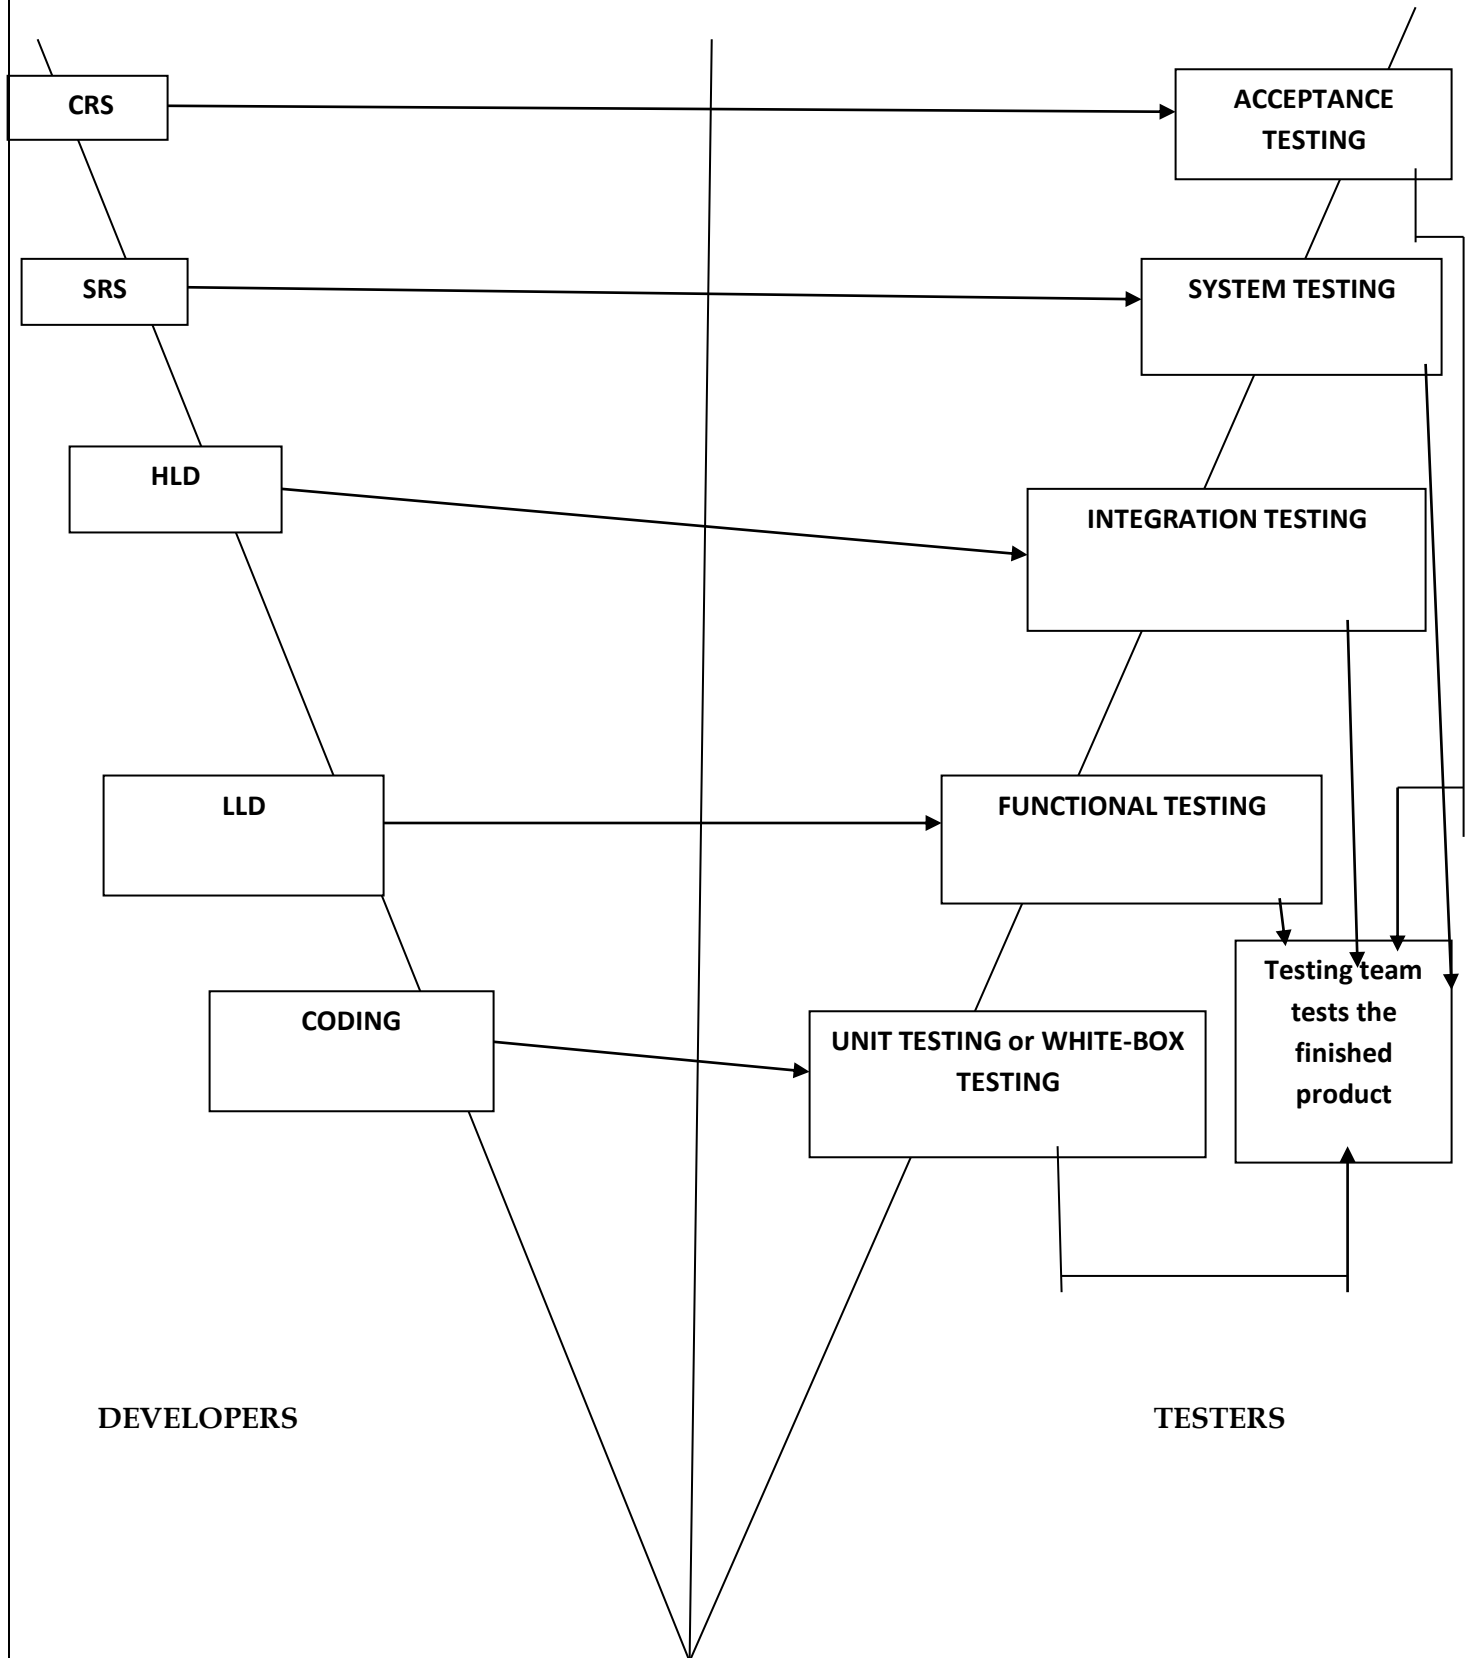 CRS
ACCEPTANCE
TESTING
SRS
SYSTEM TESTING
HLD
INTEGRATION TESTING
LLD
FUNCTIONAL TESTING
Testing team
tests the
finished
product
CODING
UNIT TESTING or WHITE-BOX
TESTING
DEVELOPERS
TESTERS